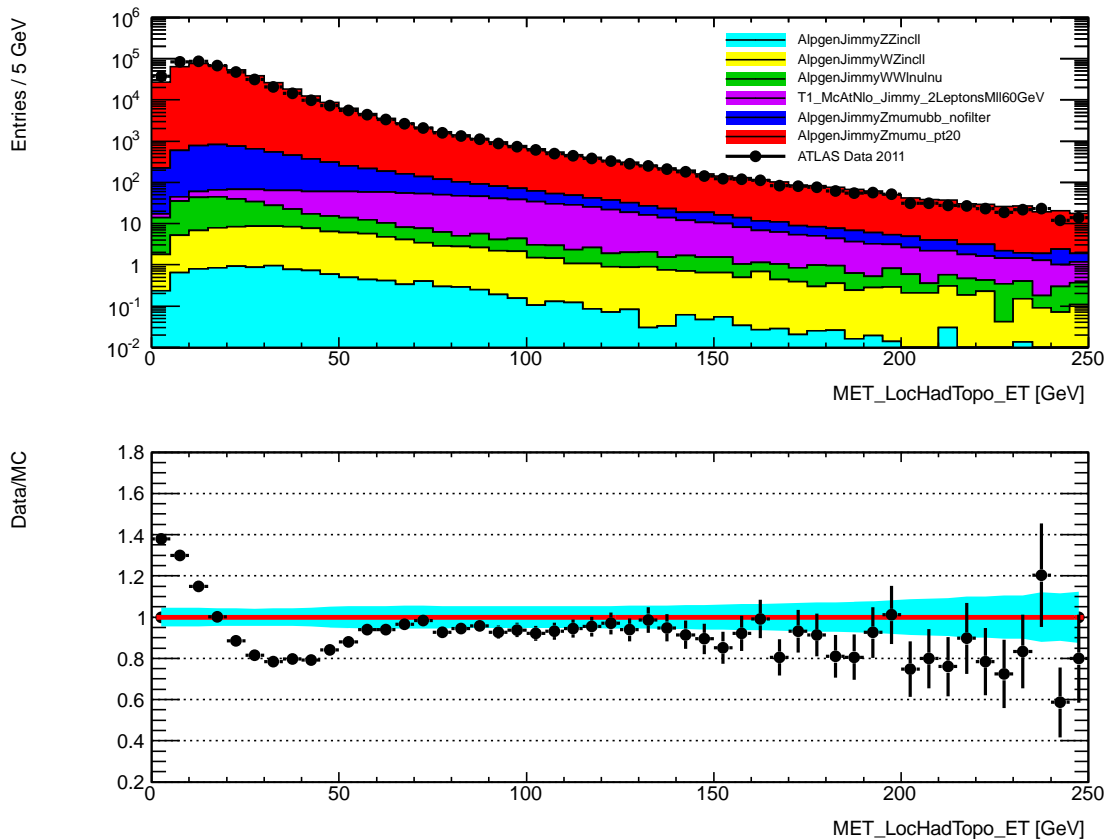 10^6
10^5
10^4
10^3
10^2
10
1
10^-1
10^-2
Entries / 5 GeV
AlpgenJimmyZZincll
AlpgenJimmyWZincll
AlpgenJimmyWWlnulnu
T1_McAtNlo_Jimmy_2LeptonsMll60GeV
AlpgenJimmyZmumubb_nofilter
AlpgenJimmyZmumu_pt20
ATLAS Data 2011
0 50 100 150 200 250
MET_LocHadTopo_ET [GeV]
Data/MC
1.8
1.6
1.4
1.2
1
0.8
0.6
0.4
0.2
0 50 100 150 200 250
MET_LocHadTopo_ET [GeV]